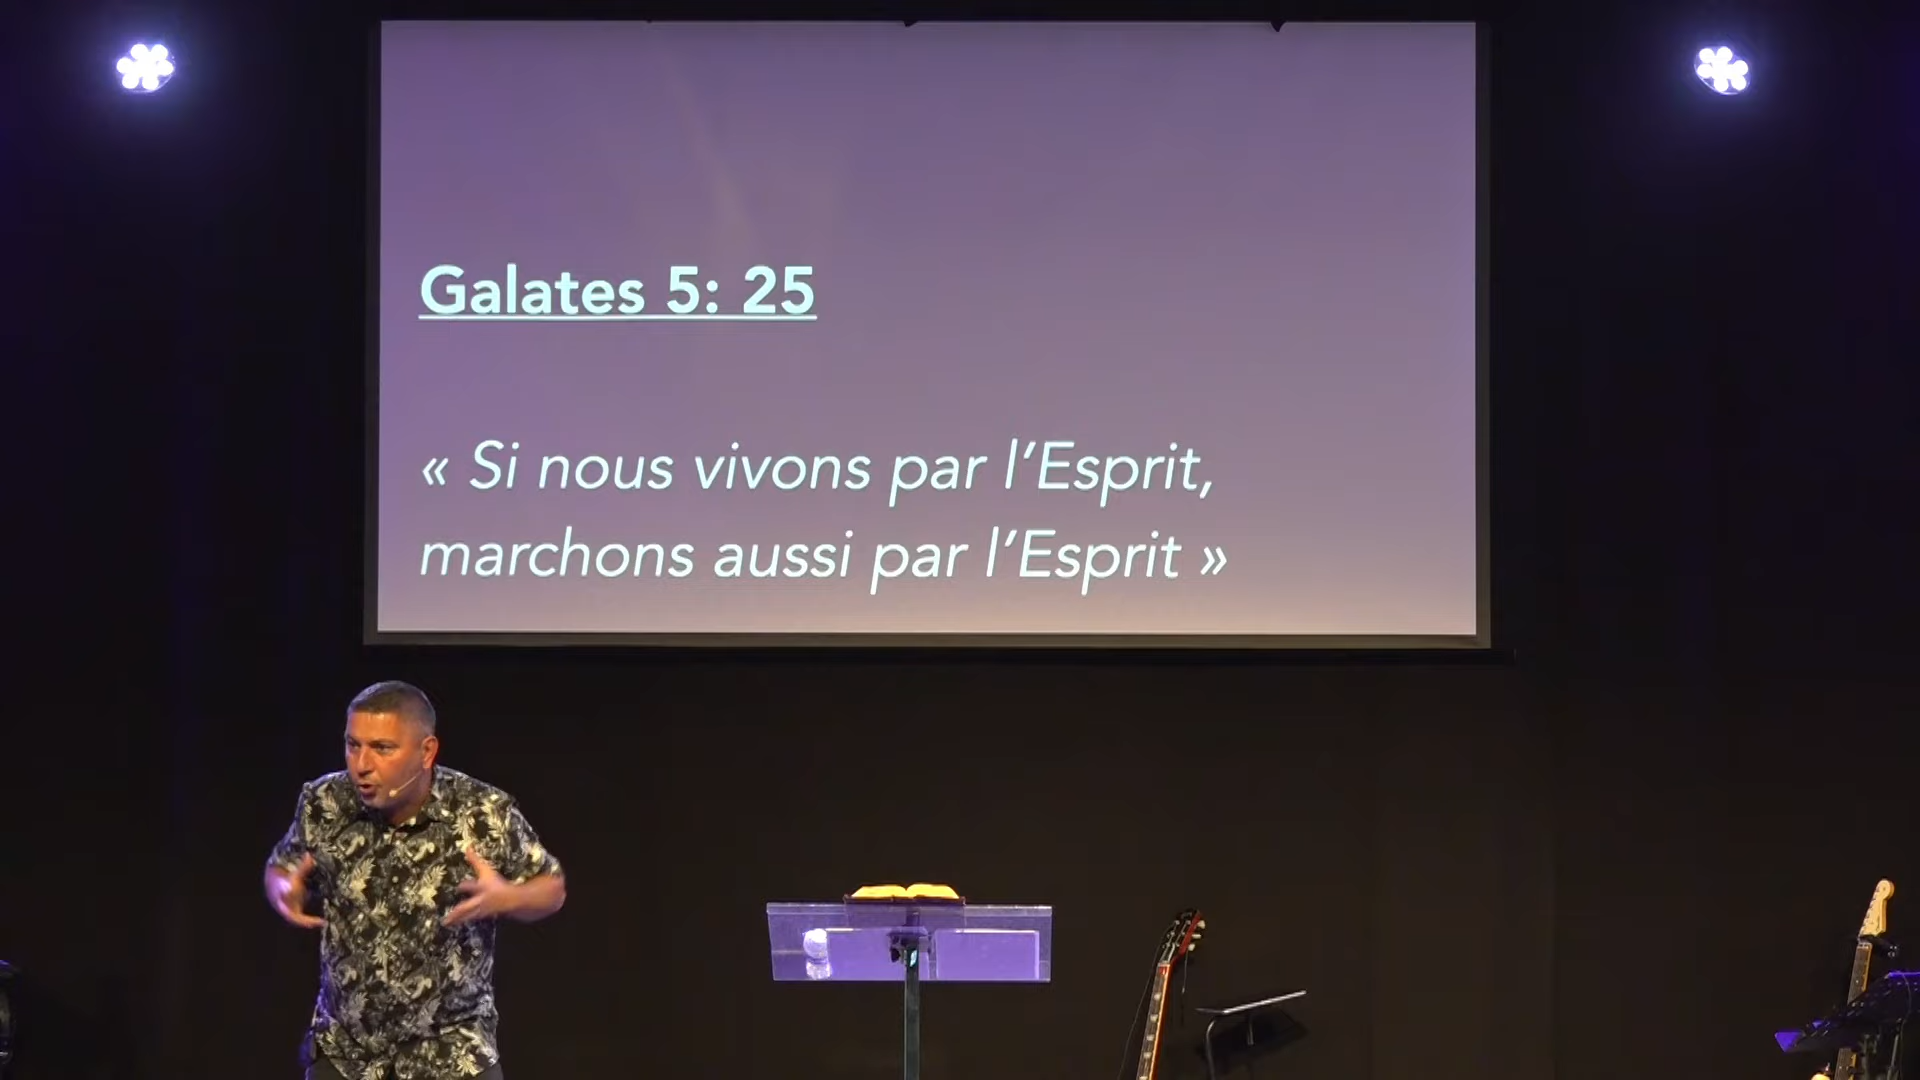 Galates 5: 25
« Si nous vivons par l’Esprit,
marchons aussi par l’Esprit »